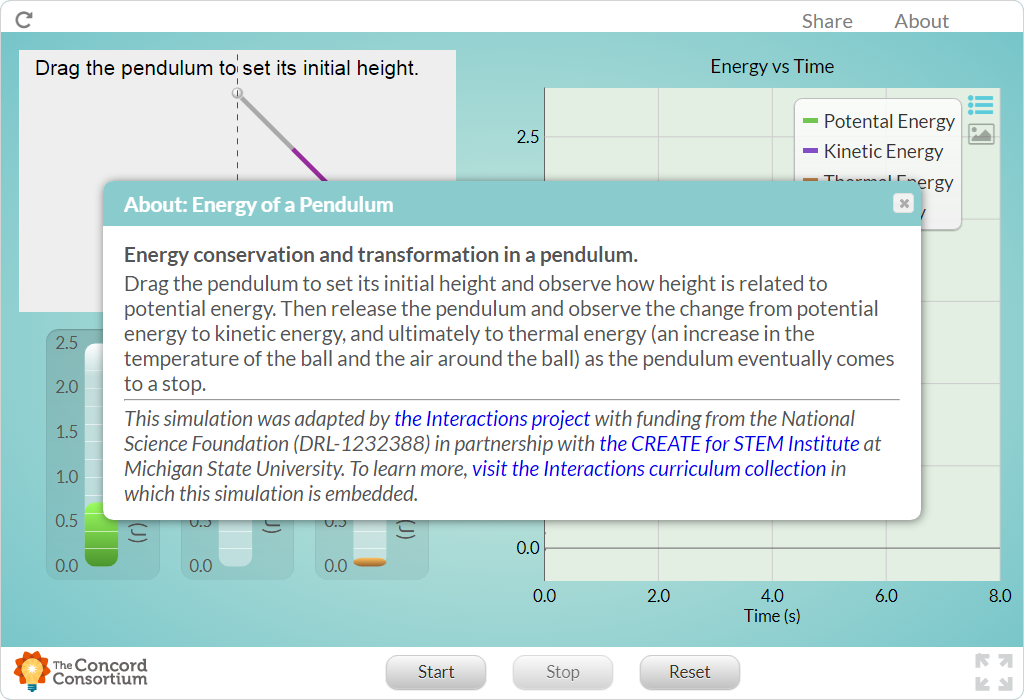 Share About
Drag the pendulum to set its initial height.
Energy vs Time
2.5
Potental Energy
Kinetic Energy
Thermal Energy
About: Energy of a Pendulum
Energy conservation and transformation in a pendulum.
Drag the pendulum to set its initial height and observe how height is related to
potential energy. Then release the pendulum and observe the change from potential
energy to kinetic energy, and ultimately to thermal energy (an increase in the
temperature of the ball and the air around the ball) as the pendulum eventually comes
to a stop.
This simulation was adapted by the Interactions project with funding from the National
Science Foundation (DRL-1232388) in partnership with the CREATE for STEM Institute at
Michigan State University. To learn more, visit the Interactions curriculum collection in
which this simulation is embedded.
2.5
2.0
1.5
1.0
0.5
0.0
(J)
0.5
0.0
(J)
0.5
0.0
(J)
0.0
0.0 2.0 4.0 6.0 8.0
Time (s)
The Concord
Consortium
Start Stop Reset